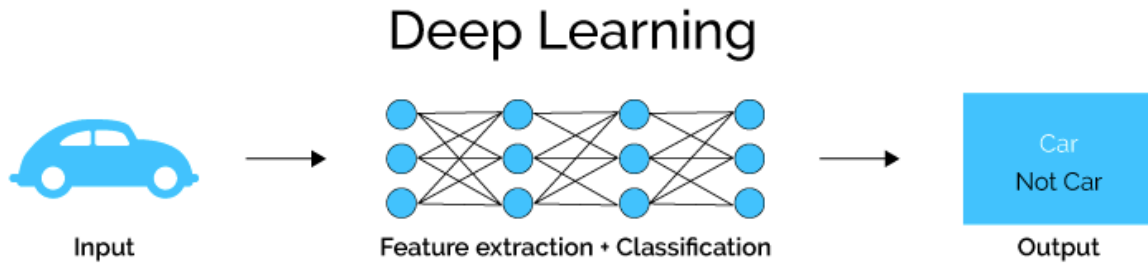 Deep Learning
Car
Not Car
Input
Feature extraction + Classification
Output